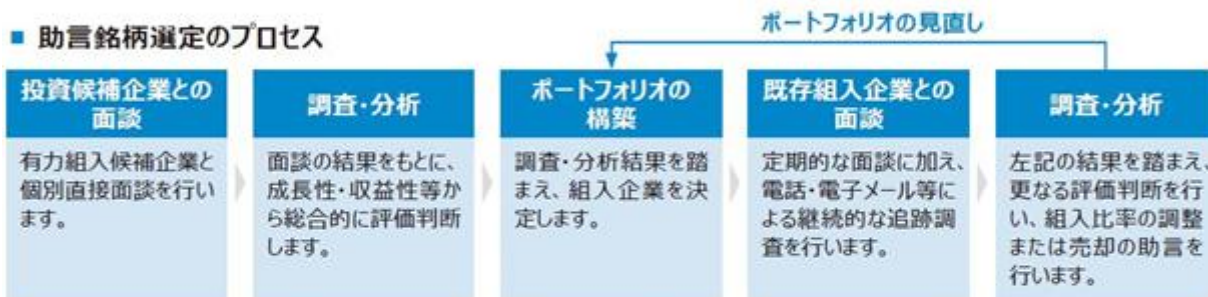 ポートフォリオの見直し
■ 助言銘柄選定のプロセス
投資候補企業との
面談
有力組入候補企業と
個別直接面談を行い
ます。
調査・分析
面談の結果をもとに、
成長性・収益性等か
ら総合的に評価判断
します。
ポートフォリオの
構築
調査・分析結果を踏
まえ、組入企業を決
定します。
既存組入企業との
面談
定期的な面談に加え、
電話・電子メール等に
よる継続的な追跡調
査を行います。
調査・分析
左記の結果を踏まえ、
更なる評価判断を行
い、組入比率の調整
または売却の助言を
行います。